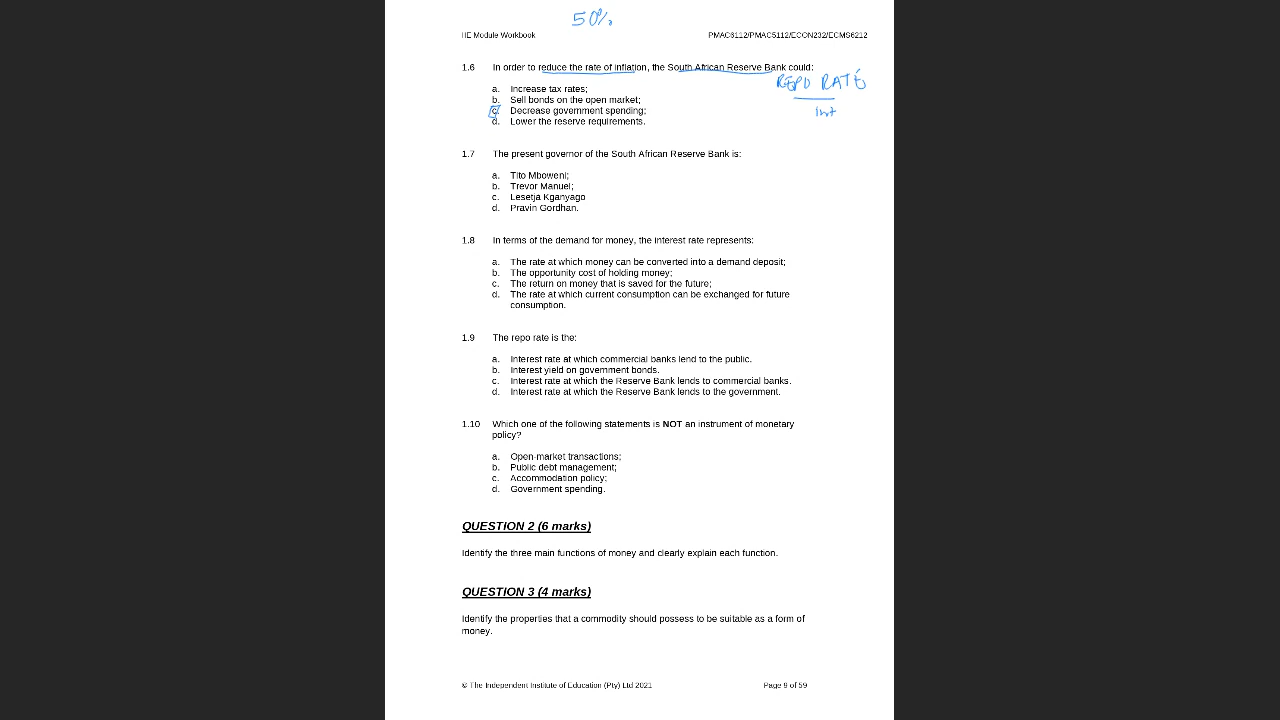 50%
IIE Module Workbook PMAC6112/PMAC5112/ECON232/ECMS6212
1.6 In order to reduce the rate of inflation, the South African Reserve Bank could:
REPO RATE
a. Increase tax rates;
b. Sell bonds on the open market;
c. Decrease government spending;
int
d. Lower the reserve requirements.
1.7 The present governor of the South African Reserve Bank is:
a. Tito Mboweni;
b. Trevor Manuel;
c. Lesetja Kganyago
d. Pravin Gordhan.
1.8 In terms of the demand for money, the interest rate represents:
a. The rate at which money can be converted into a demand deposit;
b. The opportunity cost of holding money;
c. The return on money that is saved for the future;
d. The rate at which current consumption can be exchanged for future
consumption.
1.9 The repo rate is the:
a. Interest rate at which commercial banks lend to the public.
b. Interest yield on government bonds.
c. Interest rate at which the Reserve Bank lends to commercial banks.
d. Interest rate at which the Reserve Bank lends to the government.
1.10 Which one of the following statements is NOT an instrument of monetary
policy?
a. Open-market transactions;
b. Public debt management;
c. Accommodation policy;
d. Government spending.
QUESTION 2 (6 marks)
Identify the three main functions of money and clearly explain each function.
QUESTION 3 (4 marks)
Identify the properties that a commodity should possess to be suitable as a form of
money.
© The Independent Institute of Education (Pty) Ltd 2021 Page 9 of 59